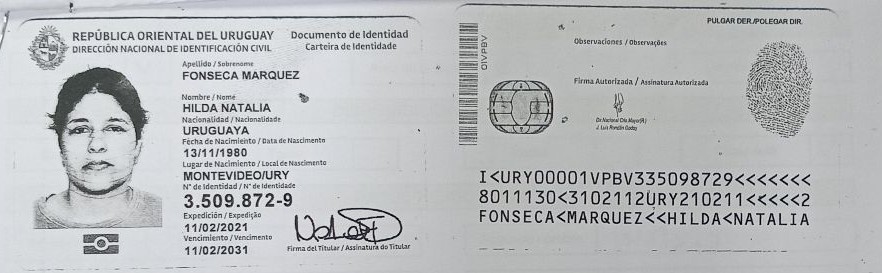 REPÚBLICA ORIENTAL DEL URUGUAY
DIRECCIÓN NACIONAL DE IDENTIFICACIÓN CIVIL
Documento de Identidad
Carteira de Identidade
Apellido / Sobrenome
FONSECA MARQUEZ
Nombre / Nome
HILDA NATALIA
Nacionalidad / Nacionalidade
URUGUAYA
Fecha de Nacimiento / Data de Nascimento
13/11/1980
Lugar de Nacimiento / Local de Nascimento
MONTEVIDEO/URY
N° de Identidad / N° de Identidade
3.509.872-9
Expedición / Expedição
11/02/2021
Vencimiento / Vencimento
11/02/2031
Firma del Titular / Assinatura do Titular
PULGAR DER./POLEGAR DIR.
Observaciones / Observações
Firma Autorizada / Assinatura Autorizada
I<URY00001VPBV335098729<<<<<<<
8011130<3102112URY210211<<<<<2
FONSECA<MARQUEZ<<HILDA<NATALIA